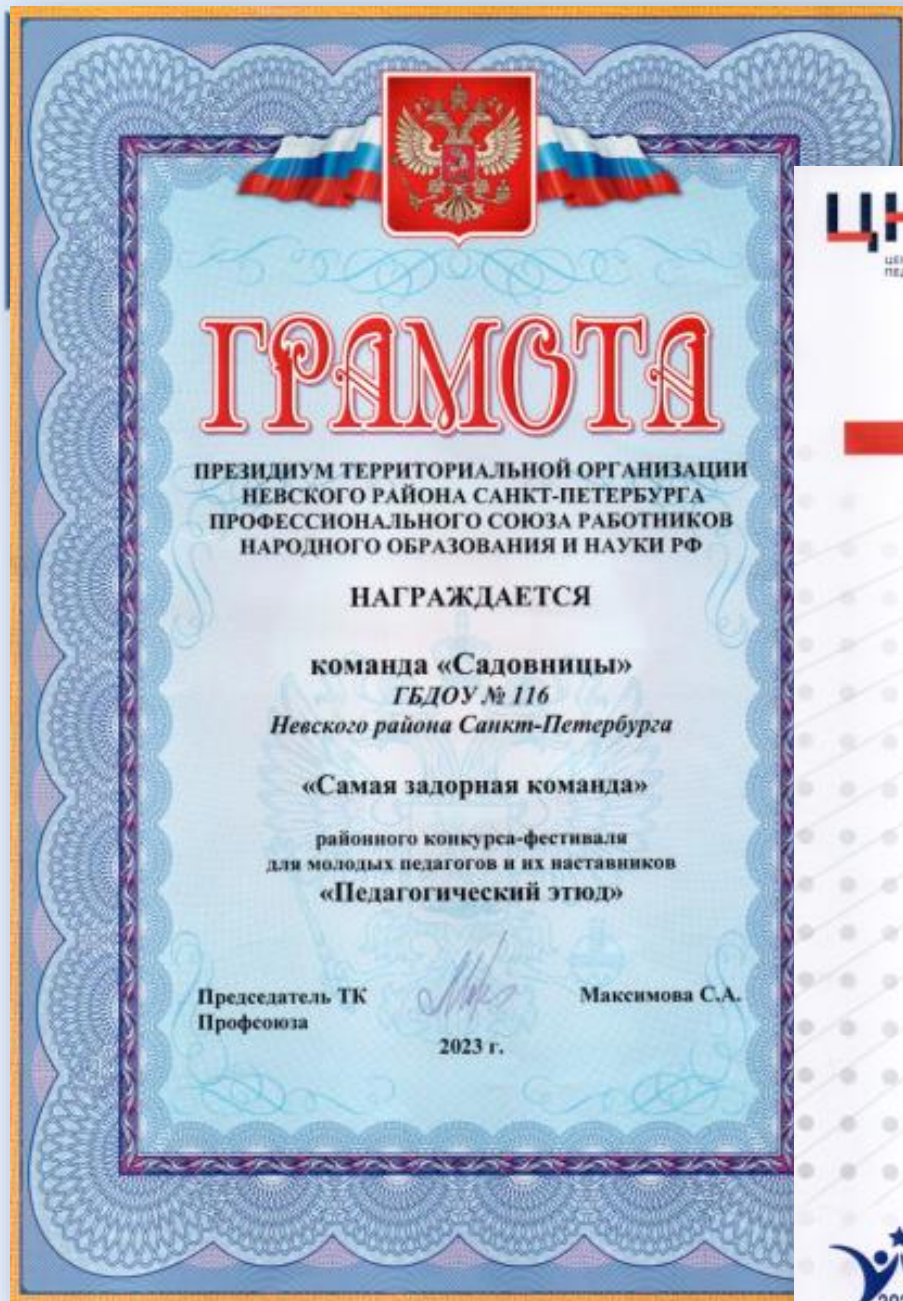 ГРАМОТА
ПРЕЗИДИУМ ТЕРРИТОРИАЛЬНОЙ ОРГАНИЗАЦИИ
НЕВСКОГО РАЙОНА САНКТ-ПЕТЕРБУРГА
ПРОФЕССИОНАЛЬНОГО СОЮЗА РАБОТНИКОВ
НАРОДНОГО ОБРАЗОВАНИЯ И НАУКИ РФ
НАГРАЖДАЕТСЯ
команда «Садовницы»
ГБДОУ № 116
Невского района Санкт-Петербурга
«Самая задорная команда»
районного конкурса-фестиваля
для молодых педагогов и их наставников
«Педагогический этюд»
Председатель ТК Максимова С.А.
Профсоюза
2023 г.